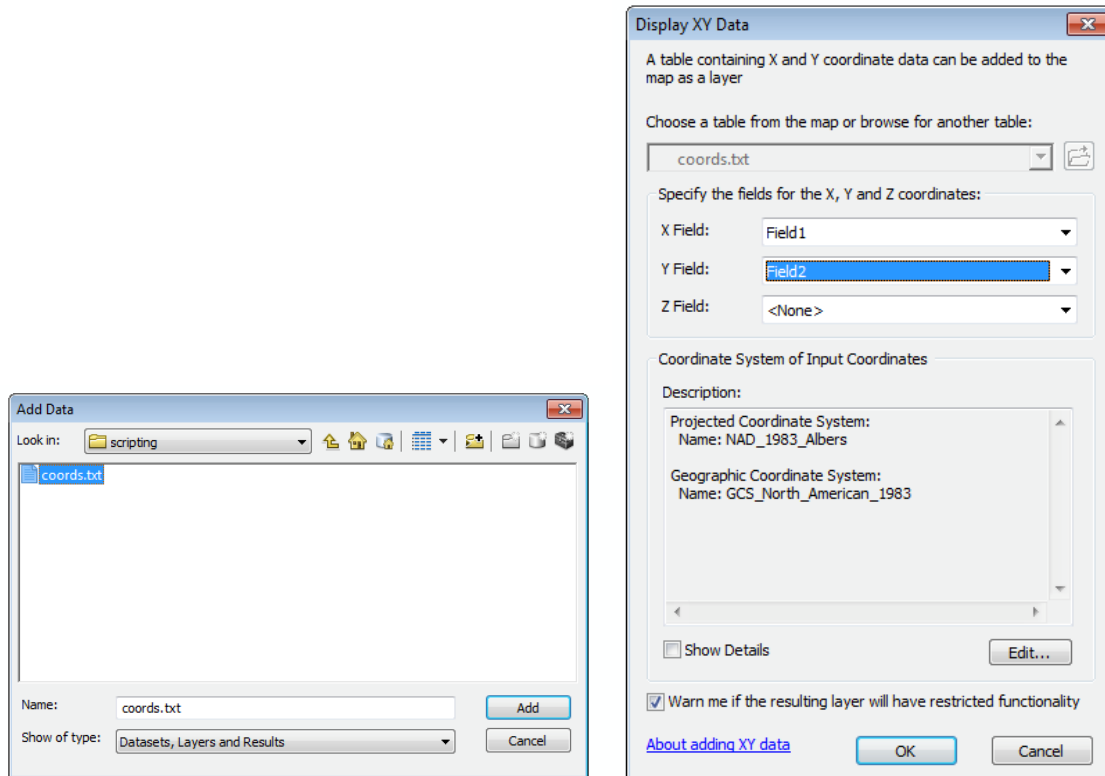 Add Data
Look in:
scripting
coords.txt
Name:
coords.txt
Add
Show of type:
Datasets, Layers and Results
Cancel
Display XY Data
A table containing X and Y coordinate data can be added to the
map as a layer
Choose a table from the map or browse for another table:
coords.txt
Specify the fields for the X, Y and Z coordinates:
X Field:
Field1
Y Field:
Field2
Z Field:
<None>
Coordinate System of Input Coordinates
Description:
Projected Coordinate System:
Name: NAD_1983_Albers
Geographic Coordinate System:
Name: GCS_North_American_1983
Show Details
Edit...
Warn me if the resulting layer will have restricted functionality
About adding XY data
OK
Cancel